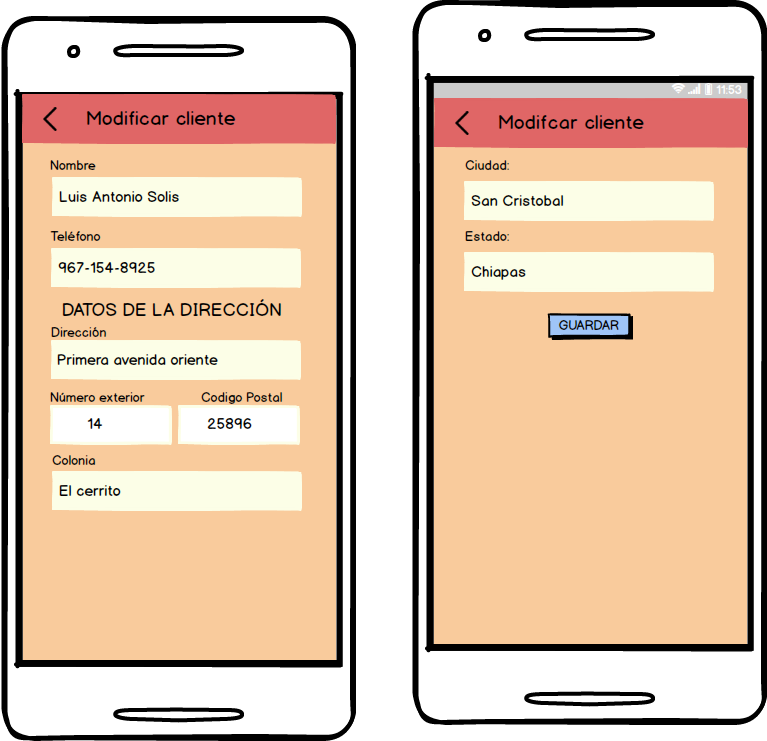 Modificar cliente
Nombre
Luis Antonio Solis
Teléfono
967-154-8925
DATOS DE LA DIRECCIÓN
Dirección
Primera avenida oriente
Número exterior Codigo Postal
14 25896
Colonia
El cerrito
11:53
Modifcar cliente
Ciudad:
San Cristobal
Estado:
Chiapas
GUARDAR